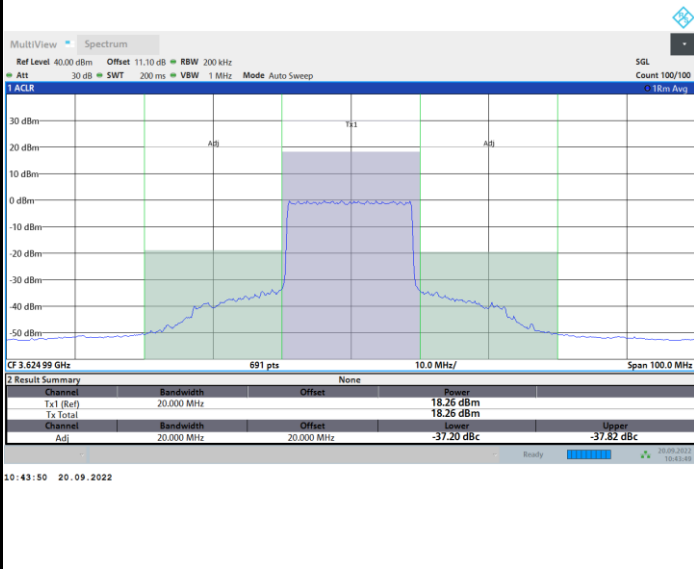 MultiView Spectrum
Ref Level 40.00 dBm Offset 11.10 dB RBW 200 kHz SGL
Att 30 dB SWT 200 ms VBW 1 MHz Mode Auto Sweep Count 100/100
1 ACLR 1Rm Avg
30 dBm
Tx1
20 dBm Adj Adj
10 dBm
0 dBm
-10 dBm
-20 dBm
-30 dBm
-40 dBm
-50 dBm
CF 3.624 99 GHz 691 pts 10.0 MHz/ Span 100.0 MHz
2 Result Summary None
Channel Bandwidth Offset Power
Tx1 (Ref) 20.000 MHz 18.26 dBm
Tx Total 18.26 dBm
Channel Bandwidth Offset Lower Upper
Adj 20.000 MHz 20.000 MHz -37.20 dBc -37.82 dBc
Ready 20.09.2022
10:43:48
10:43:50 20.09.2022